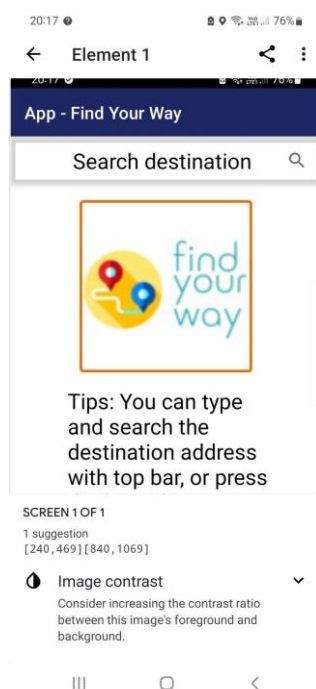 20:17 76%
Element 1
20:17 76%
App - Find Your Way
Search destination
find
your
way
Tips: You can type
and search the
destination address
with top bar, or press
SCREEN 1 OF 1
1 suggestion
[240,469][840,1069]
Image contrast
Consider increasing the contrast ratio
between this image's foreground and
background.